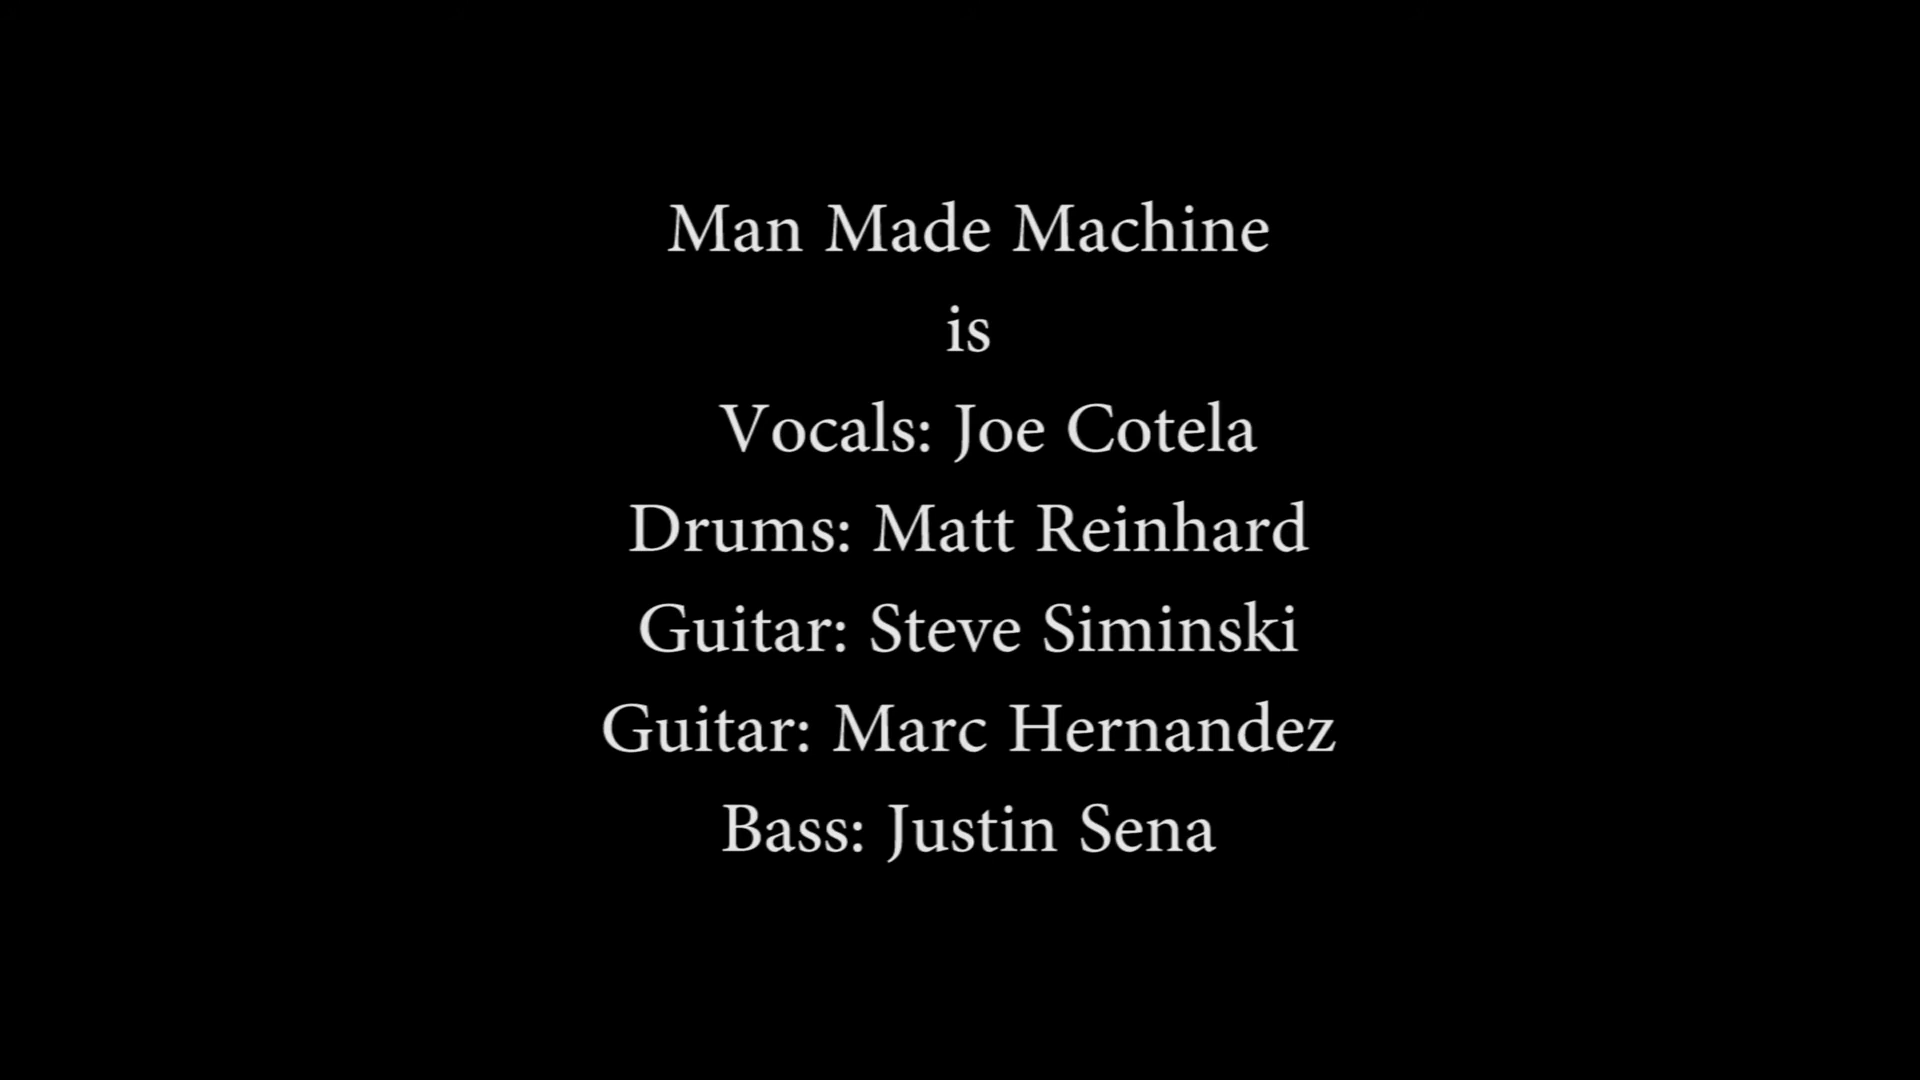 Man Made Machine
is
Vocals: Joe Cotela
Drums: Matt Reinhard
Guitar: Steve Siminski
Guitar: Marc Hernandez
Bass: Justin Sena